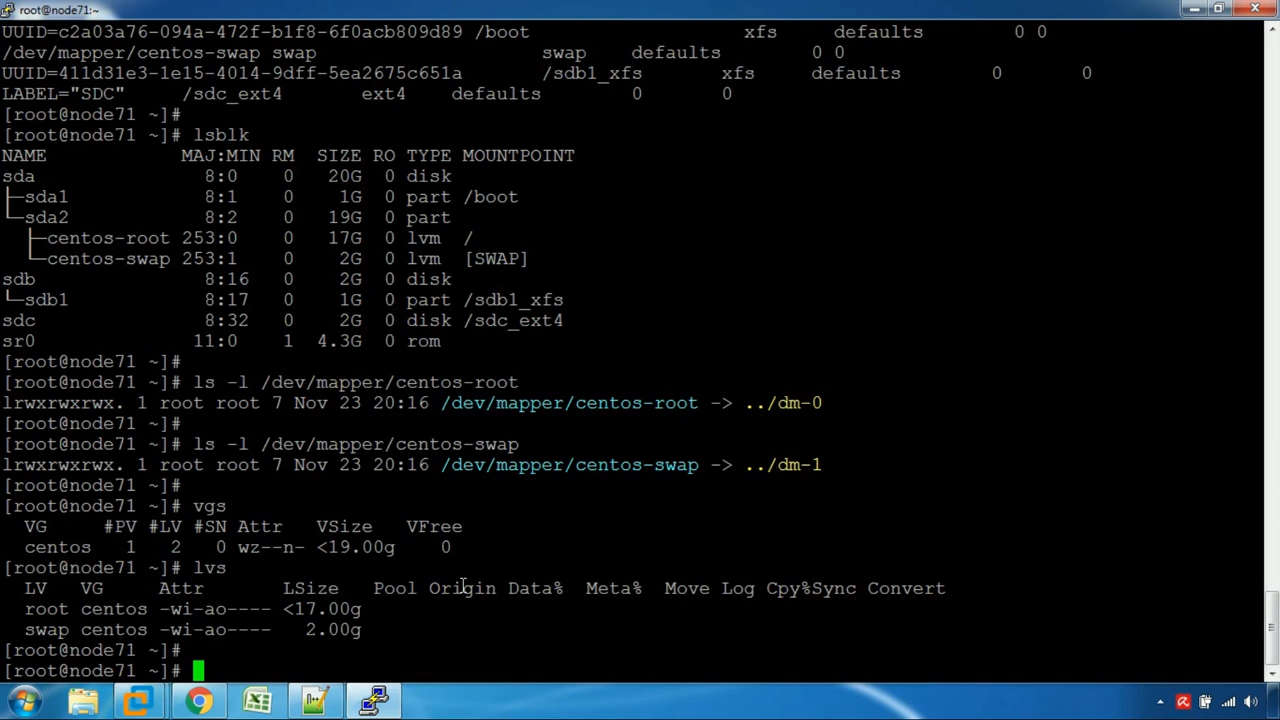 root@node71:~
UUID=c2a03a76-094a-472f-b1f8-6f0acb809d89 /boot                   xfs     defaults        0 0
/dev/mapper/centos-swap swap                    swap    defaults        0 0
UUID=411d31e3-1e15-4014-9dff-5ea2675c651a       /sdb1_xfs       xfs     defaults        0       0
LABEL="SDC"     /sdc_ext4       ext4    defaults        0       0
[root@node71 ~]#
[root@node71 ~]# lsblk
NAME            MAJ:MIN RM  SIZE RO TYPE MOUNTPOINT
sda               8:0    0   20G  0 disk
├─sda1            8:1    0    1G  0 part /boot
└─sda2            8:2    0   19G  0 part
  ├─centos-root 253:0    0   17G  0 lvm  /
  └─centos-swap 253:1    0    2G  0 lvm  [SWAP]
sdb               8:16   0    2G  0 disk
└─sdb1            8:17   0    1G  0 part /sdb1_xfs
sdc               8:32   0    2G  0 disk /sdc_ext4
sr0              11:0    1  4.3G  0 rom
[root@node71 ~]#
[root@node71 ~]# ls -l /dev/mapper/centos-root
lrwxrwxrwx. 1 root root 7 Nov 23 20:16 /dev/mapper/centos-root -> ../dm-0
[root@node71 ~]#
[root@node71 ~]# ls -l /dev/mapper/centos-swap
lrwxrwxrwx. 1 root root 7 Nov 23 20:16 /dev/mapper/centos-swap -> ../dm-1
[root@node71 ~]#
[root@node71 ~]# vgs
  VG     #PV #LV #SN Attr   VSize   VFree
  centos   1   2   0 wz--n- <19.00g    0
[root@node71 ~]# lvs
  LV   VG     Attr       LSize   Pool Origin Data%  Meta%  Move Log Cpy%Sync Convert
  root centos -wi-ao---- <17.00g
  swap centos -wi-ao----   2.00g
[root@node71 ~]#
[root@node71 ~]#